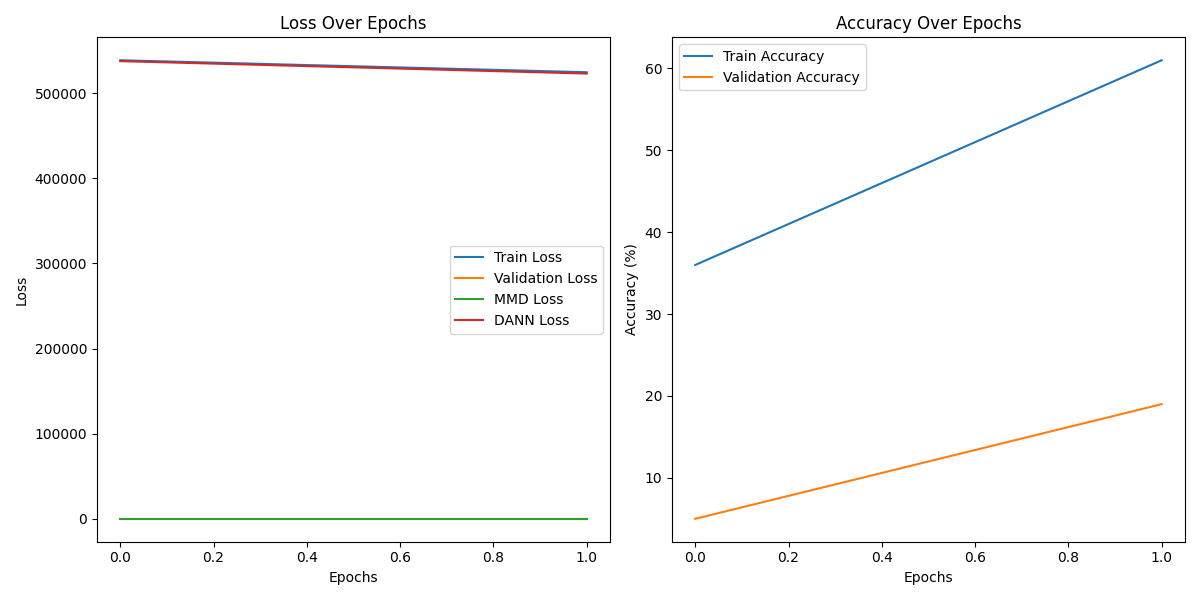 Loss Over Epochs
Loss
500000
400000
300000
200000
100000
0
0.0 0.2 0.4 0.6 0.8 1.0
Epochs
Train Loss
Validation Loss
MMD Loss
DANN Loss
Accuracy Over Epochs
Accuracy (%)
60
50
40
30
20
10
0.0 0.2 0.4 0.6 0.8 1.0
Epochs
Train Accuracy
Validation Accuracy